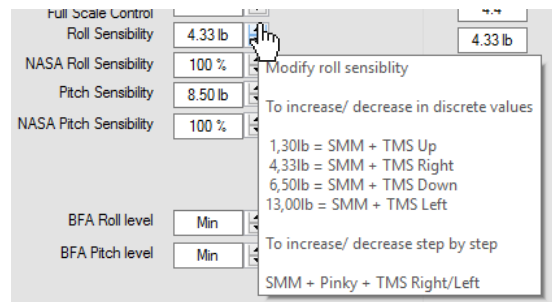 Full Scale Control
4.4
Roll Sensibility 4.33 lb 4.33 lb
NASA Roll Sensibility 100 %
Modify roll sensiblity
Pitch Sensibility 8.50 lb
To increase/ decrease in discrete values
NASA Pitch Sensibility 100 %
1,30lb = SMM + TMS Up
4,33lb = SMM + TMS Right
6,50lb = SMM + TMS Down
13,00lb = SMM + TMS Left
BFA Roll level Min
To increase/ decrease step by step
BFA Pitch level Min
SMM + Pinky + TMS Right/Left